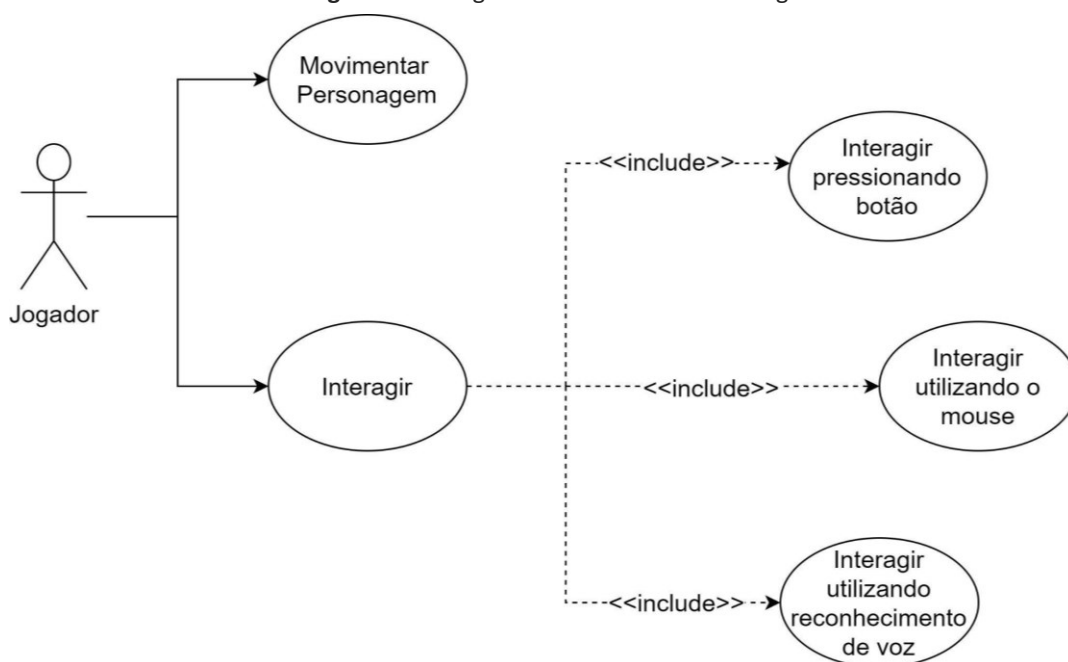 Movimentar
Personagem
Jogador
Interagir
<<include>>
Interagir
pressionando
botão
<<include>>
Interagir
utilizando o
mouse
<<include>>
Interagir
utilizando
reconhecimento
de voz